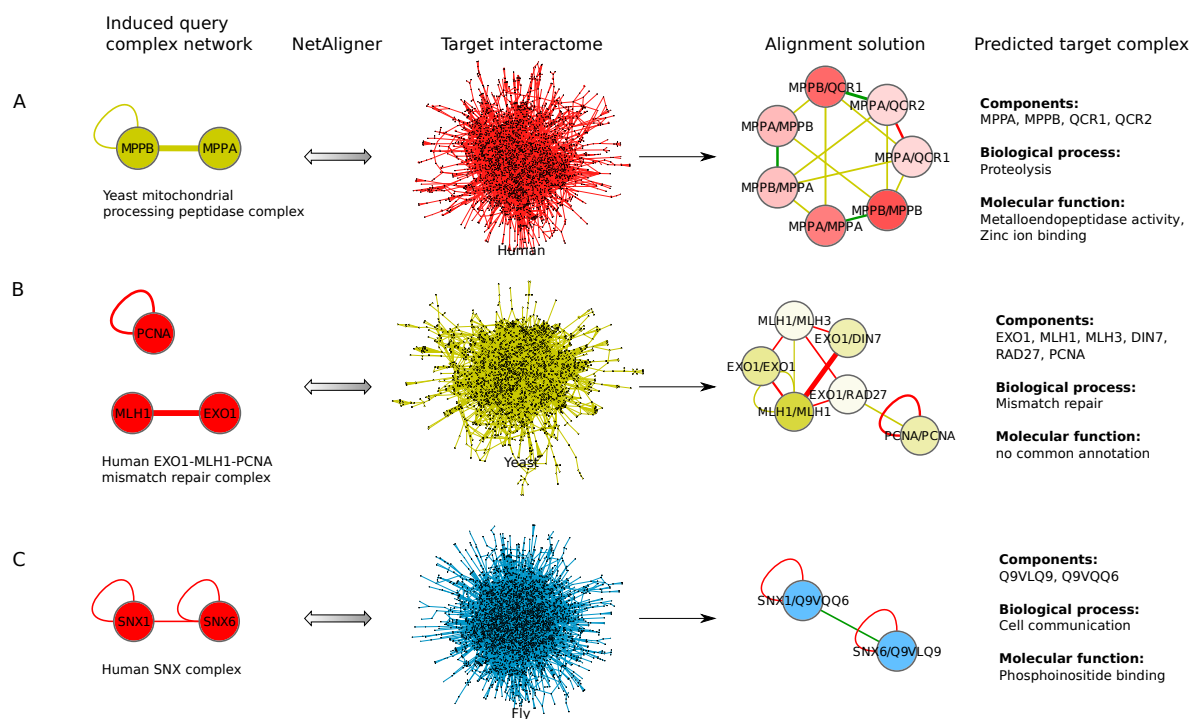 Induced query
complex network
NetAligner
Target interactome
Alignment solution
Predicted target complex
A
MPPB
MPPA
Yeast mitochondrial
processing peptidase complex
Human
MPPB/QCR1
MPPA/QCR2
MPPA/MPPB
MPPA/QCR1
MPPB/MPPA
MPPB/MPPB
MPPA/MPPA
Components:
MPPA, MPPB, QCR1, QCR2
Biological process:
Proteolysis
Molecular function:
Metalloendopeptidase activity,
Zinc ion binding
B
PCNA
MLH1
EXO1
Human EXO1-MLH1-PCNA
mismatch repair complex
Yeast
MLH1/MLH3
EXO1/DIN7
EXO1/EXO1
EXO1/RAD27
MLH1/MLH1
PCNA/PCNA
Components:
EXO1, MLH1, MLH3, DIN7,
RAD27, PCNA
Biological process:
Mismatch repair
Molecular function:
no common annotation
C
SNX1
SNX6
Human SNX complex
Fly
SNX1/Q9VQQ6
SNX6/Q9VLQ9
Components:
Q9VLQ9, Q9VQQ6
Biological process:
Cell communication
Molecular function:
Phosphoinositide binding